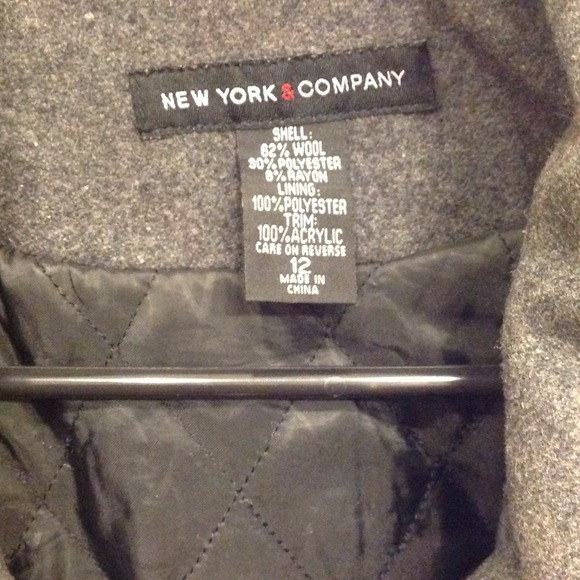 NEW YORK & COMPANY
SHELL:
62% WOOL
30% POLYESTER
8% RAYON
LINING:
100% POLYESTER
TRIM:
100% ACRYLIC
CARE ON REVERSE
12
MADE IN
CHINA